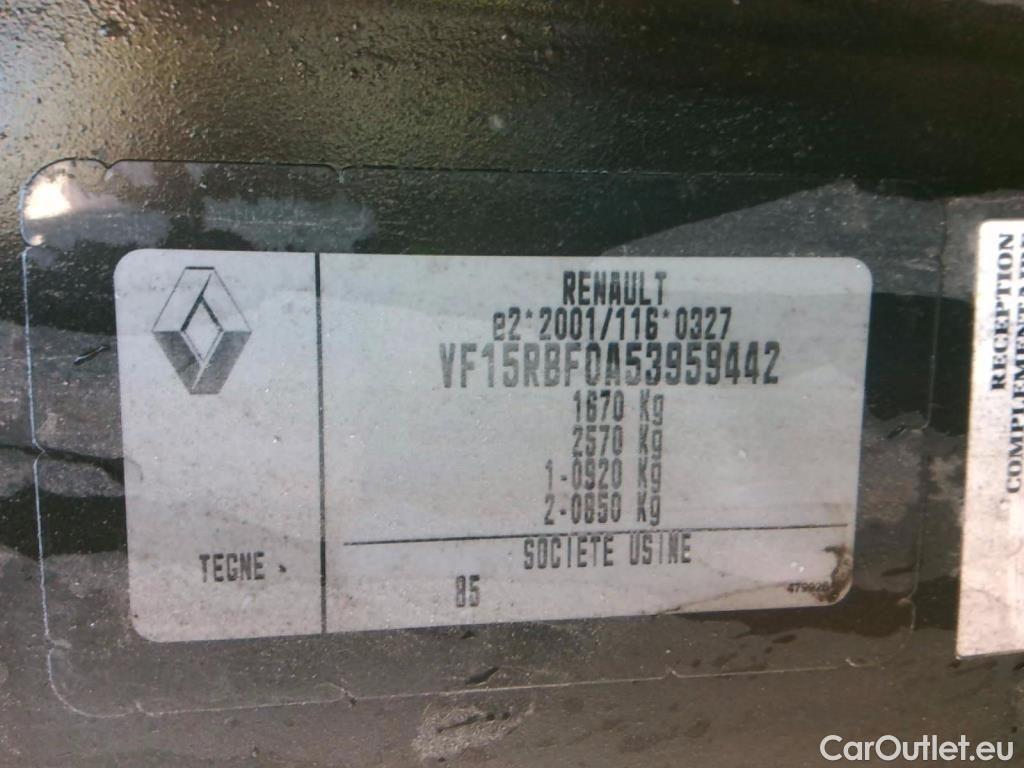 RENAULT
e2*2001/116*0327
VF15RBF0A53959442
1670 Kg
2570 Kg
1-0920 Kg
2-0850 Kg
SOCIETE USINE
TEGNE
85
RECEPTION
CarOutlet.eu